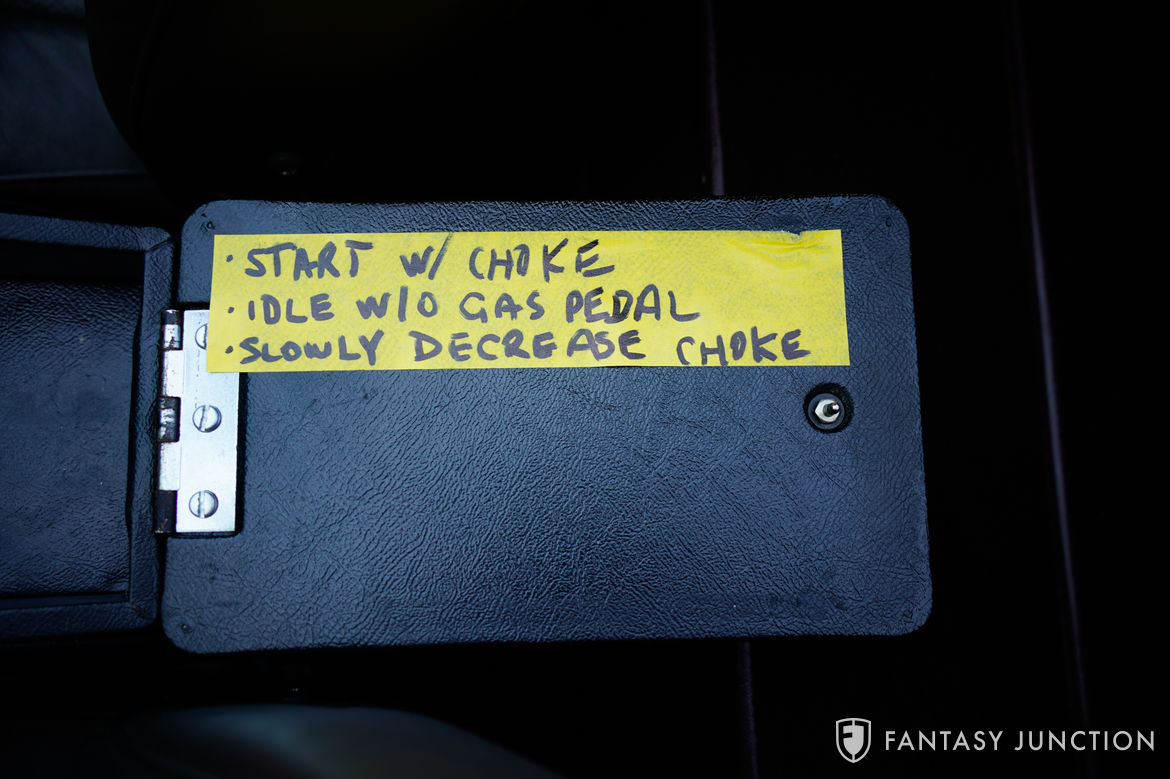 · START W/ CHOKE
· IDLE W/O GAS PEDAL
· SLOWLY DECREASE CHOKE
FANTASY JUNCTION